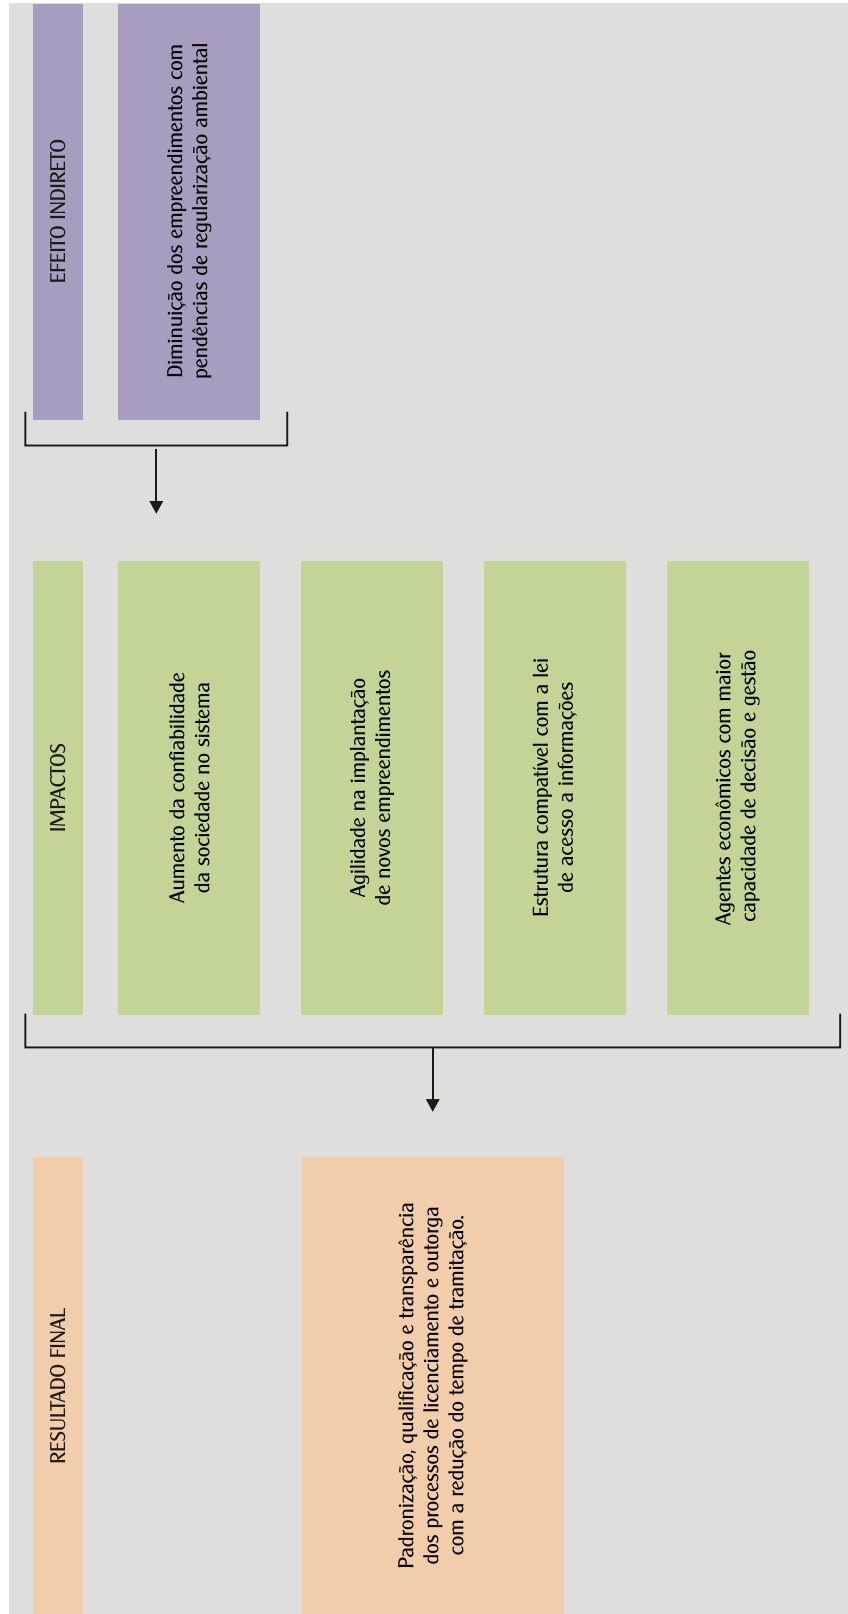 RESULTADO FINAL
Padronização, qualificação e transparência
dos processos de licenciamento e outorga
com a redução do tempo de tramitação.
IMPACTOS
Aumento da confiabilidade
da sociedade no sistema
Agilidade na implantação
de novos empreendimentos
Estrutura compatível com a lei
de acesso a informações
Agentes econômicos com maior
capacidade de decisão e gestão
EFEITO INDIRETO
Diminuição dos empreendimentos com
pendências de regularização ambiental